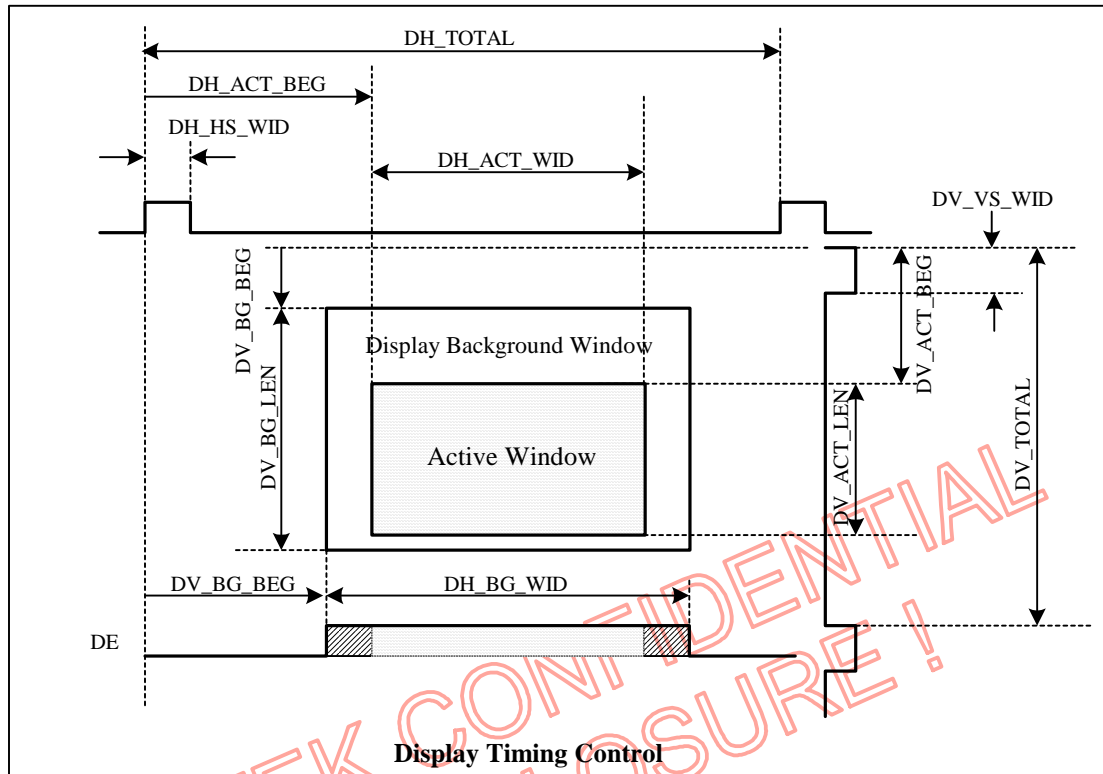 DH_TOTAL
DH_ACT_BEG
DH_HS_WID
DH_ACT_WID
DV_VS_WID
DV_BG_BEG
DV_ACT_BEG
Display Background Window
DV_BG_LEN
DV_ACT_LEN
DV_TOTAL
Active Window
DV_BG_BEG
DH_BG_WID
DE
CONFIDENTIAL
Display Timing Control